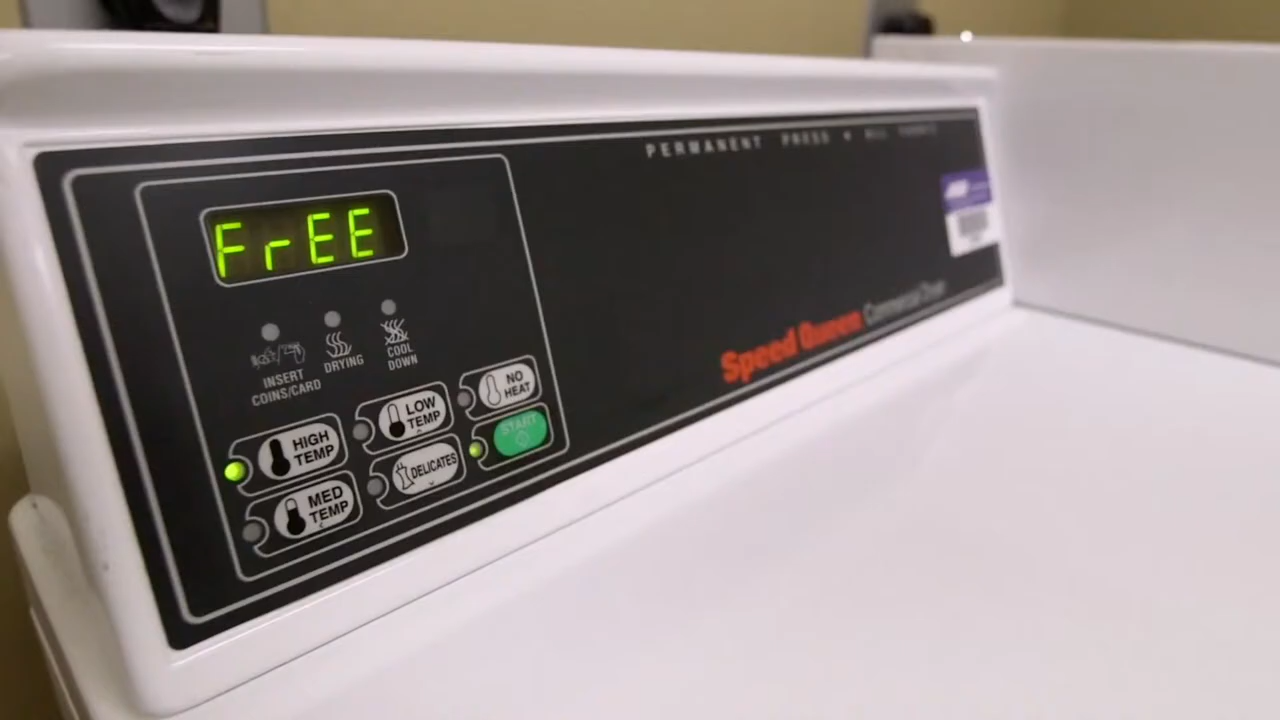 PERMANENT PRESS
FrEE
INSERT
COINS/CARD
DRYING
COOL
DOWN
HIGH
TEMP
LOW
TEMP
NO
HEAT
MED
TEMP
DELICATES
START
Speed Queen Commercial Dryer